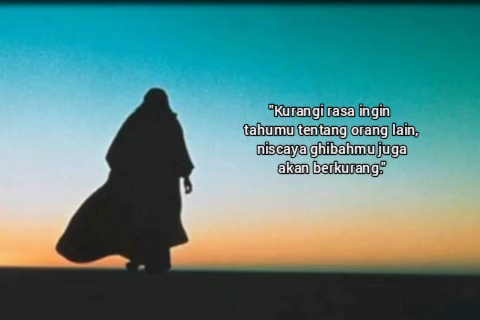 "Kurangi rasa ingin
tahumu tentang orang lain,
niscaya ghibahmu juga
akan berkurang."